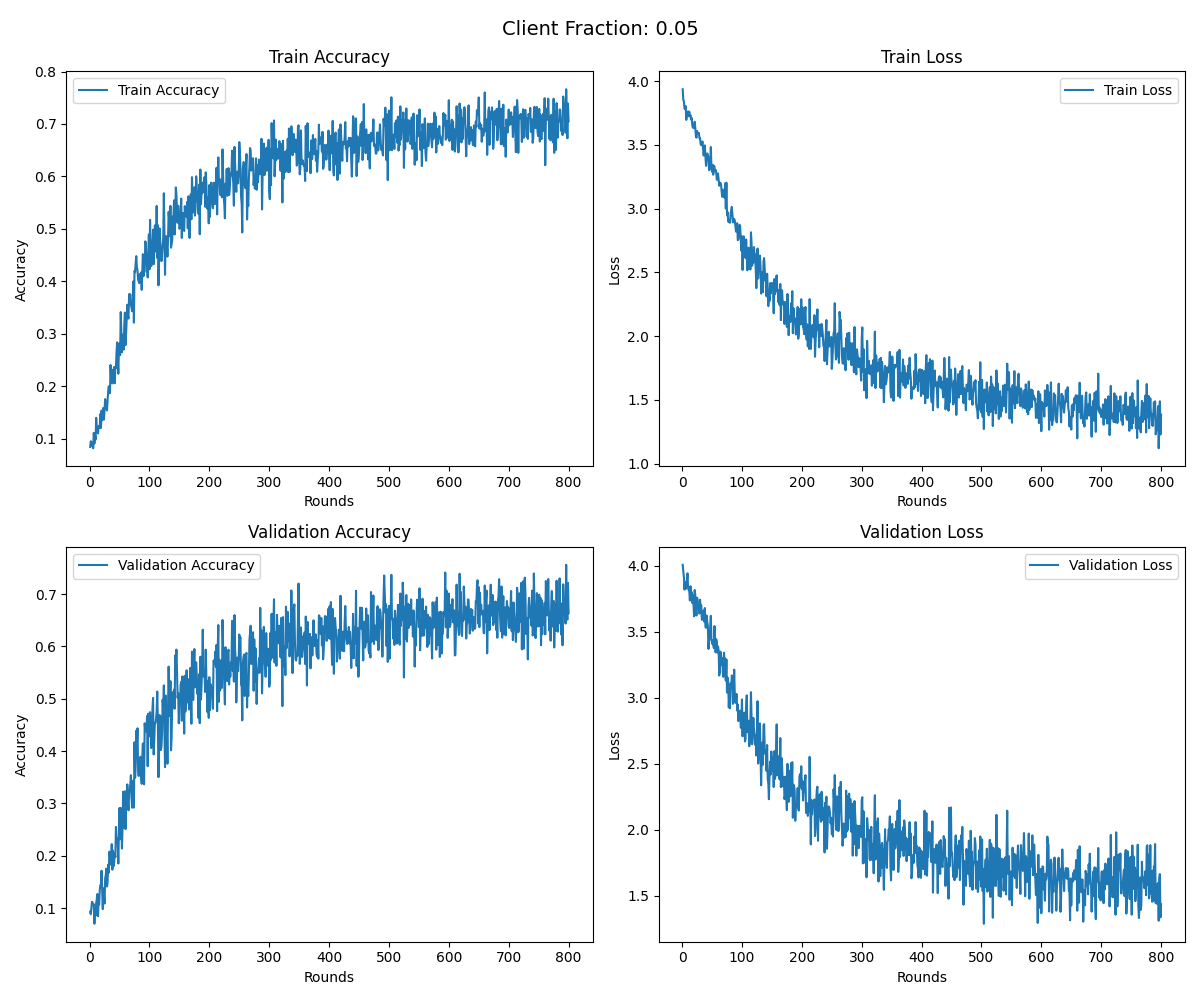 Client Fraction: 0.05
Train Accuracy
Train Accuracy
0.8
0.7
0.6
0.5
0.4
0.3
0.2
0.1
Accuracy
0 100 200 300 400 500 600 700 800
Rounds
Train Loss
Train Loss
4.0
3.5
3.0
2.5
2.0
1.5
1.0
Loss
0 100 200 300 400 500 600 700 800
Rounds
Validation Accuracy
Validation Accuracy
0.7
0.6
0.5
0.4
0.3
0.2
0.1
Accuracy
0 100 200 300 400 500 600 700 800
Rounds
Validation Loss
Validation Loss
4.0
3.5
3.0
2.5
2.0
1.5
Loss
0 100 200 300 400 500 600 700 800
Rounds